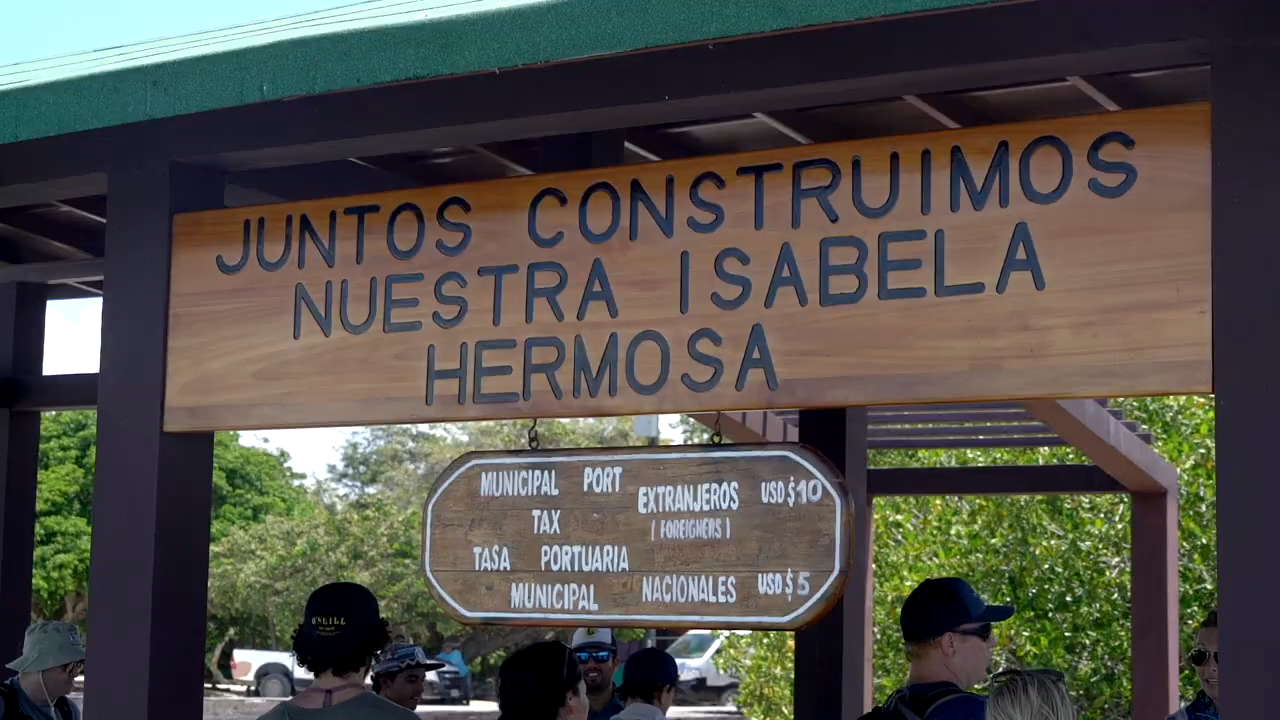 JUNTOS CONSTRUIMOS
NUESTRA ISABELA
HERMOSA
MUNICIPAL PORT
TAX
TASA PORTUARIA
MUNICIPAL
EXTRANJEROS USD $10
(FOREIGNERS)
NACIONALES USD $5
O'NEILL